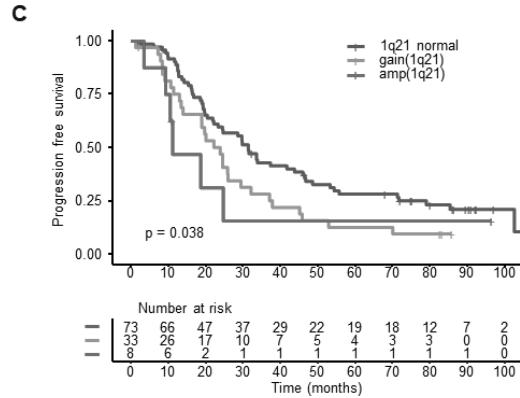 C
1.00
0.75
0.50
0.25
0.00
Progression free survival
1q21 normal
gain(1q21)
amp(1q21)
p = 0.038
0 10 20 30 40 50 60 70 80 90 100
Number at risk
73 66 47 37 29 22 19 18 12 7 2
33 26 17 10 7 5 4 3 3 0 0
8 6 2 1 1 1 1 1 1 1 0
0 10 20 30 40 50 60 70 80 90 100
Time (months)